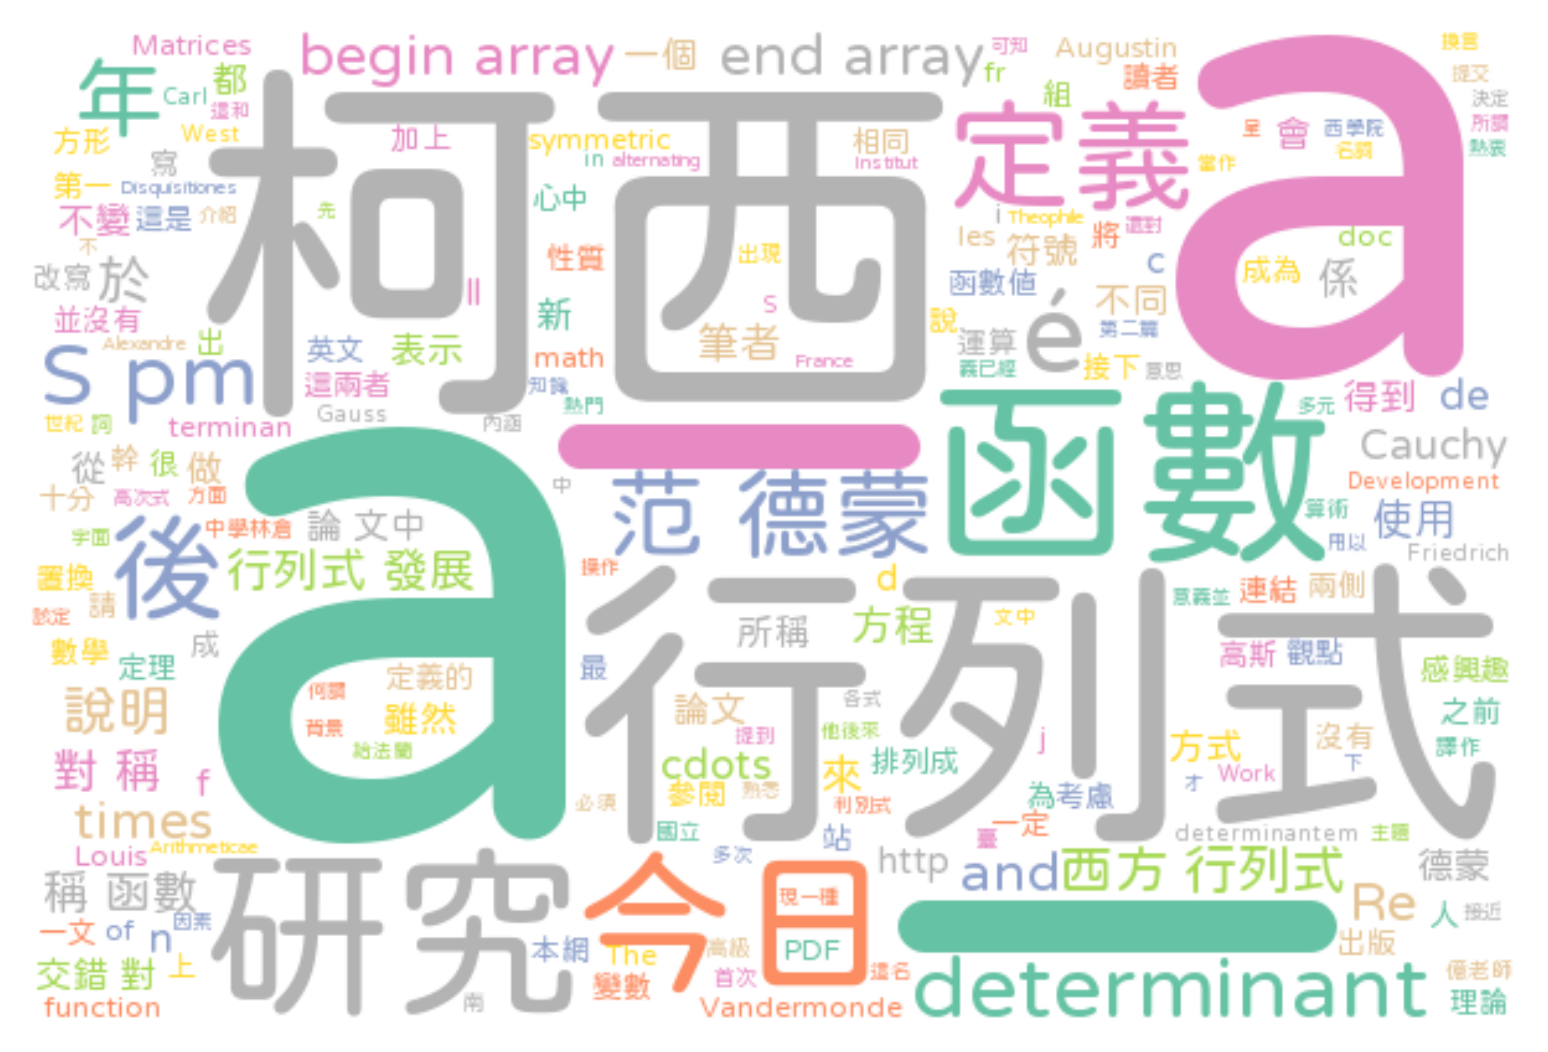 Matrices
begin array
一個
end array
可知
Augustin
換言
年
Carl
都
這和
fr
讀者
提交
組
決定
方形
West
加上
symmetric
相同
定義
a
呈
會
西學院
所謂
寫
柯西
in
alternating
Institut
名詞
當作
熱衷
第一
Disquisitiones
心中
不變
這是
介紹
先
i
Theophile
les
符號
將
這對
doc
不
性質
出現
c
成為
係
改寫
於
ll
S
函數值
不同
並沒有
新
說
第二篇
Alexandre
出
英文
表示
筆者
運算
é
S pm
math
France
義已經
接下
意思
這兩者
知識
熱門
函數
多元
得到
de
世紀
詞
terminan
Gauss
內涵
Cauchy
從
幹
很
做
Development
十分
高次式
方面
中
范 德蒙
算術
使用
字面
後
中學林倉
論 文中
用以
Friedrich
a
置換
行列式 發展
操作
d
意義並
連結
兩側
該定
請
行列式
方程
文中
數學
定理
成
所稱
高斯
觀點
感興趣
最
何謂
定義的
說明
背景
雖然
論文
各式
之前
給法蘭
提到
他後來
j
方式
沒有
譯作
對 稱
f
cdots
來
排列成
Work
下
參閱
熟悉
判別式
為
考慮
才
times
必須
國立
站
臺
一定
determinantem
主題
Louis
Arithmeticae
多次
http
and
西方 行列式
德蒙
稱 函數
研究
今日
現一種
Re
人
接近
一文
of
n
因素
本網
The
高級
PDF
出版
交錯 對
上
變數
首次
這名
determinant
億老師
function
南
Vandermonde
理論